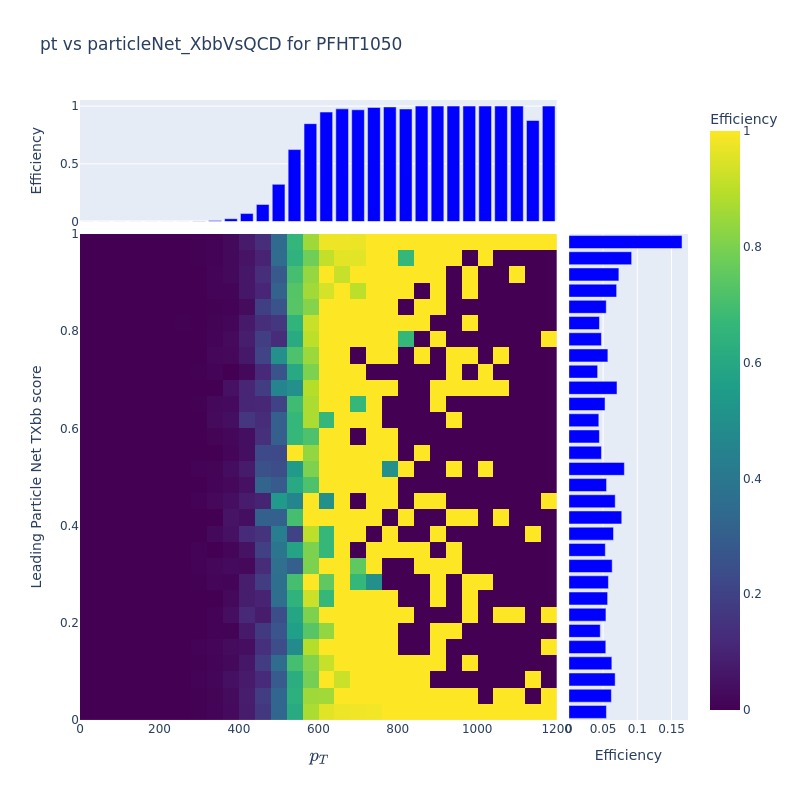 pt vs particleNet_XbbVsQCD for PFHT1050
Efficiency
1
0.5
0
Efficiency
1
0.8
0.6
0.4
0.2
0
Leading Particle Net TXbb score
1
0.8
0.6
0.4
0.2
0
0 200 400 600 800 1000 1200
p_T
0 0.05 0.1 0.15
Efficiency